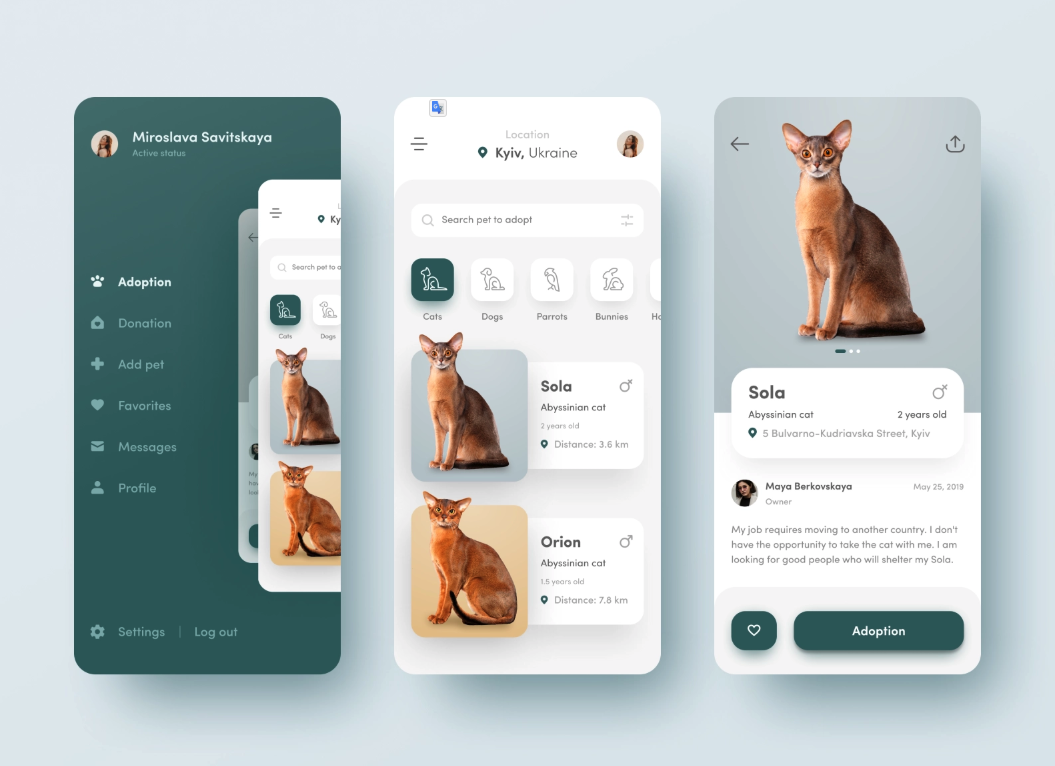 Miroslava Savitskaya
Active status
Adoption
Donation
Add pet
Favorites
Messages
Profile
Settings | Log out
Ky
Search pet to a
Cats
Dogs
My
Location
Kyiv, Ukraine
Search pet to adopt
Cats
Dogs
Parrots
Bunnies
Ho
Sola
Abyssinian cat
2 years old
Distance: 3.6 km
Orion
Abyssinian cat
1.5 years old
Distance: 7.8 km
Sola
Abyssinian cat
2 years old
5 Bulvarno-Kudriavska Street, Kyiv
Maya Berkovskaya
May 25, 2019
Owner
My job requires moving to another country. I don't
have the opportunity to take the cat with me. I am
looking for good people who will shelter my Sola.
Adoption